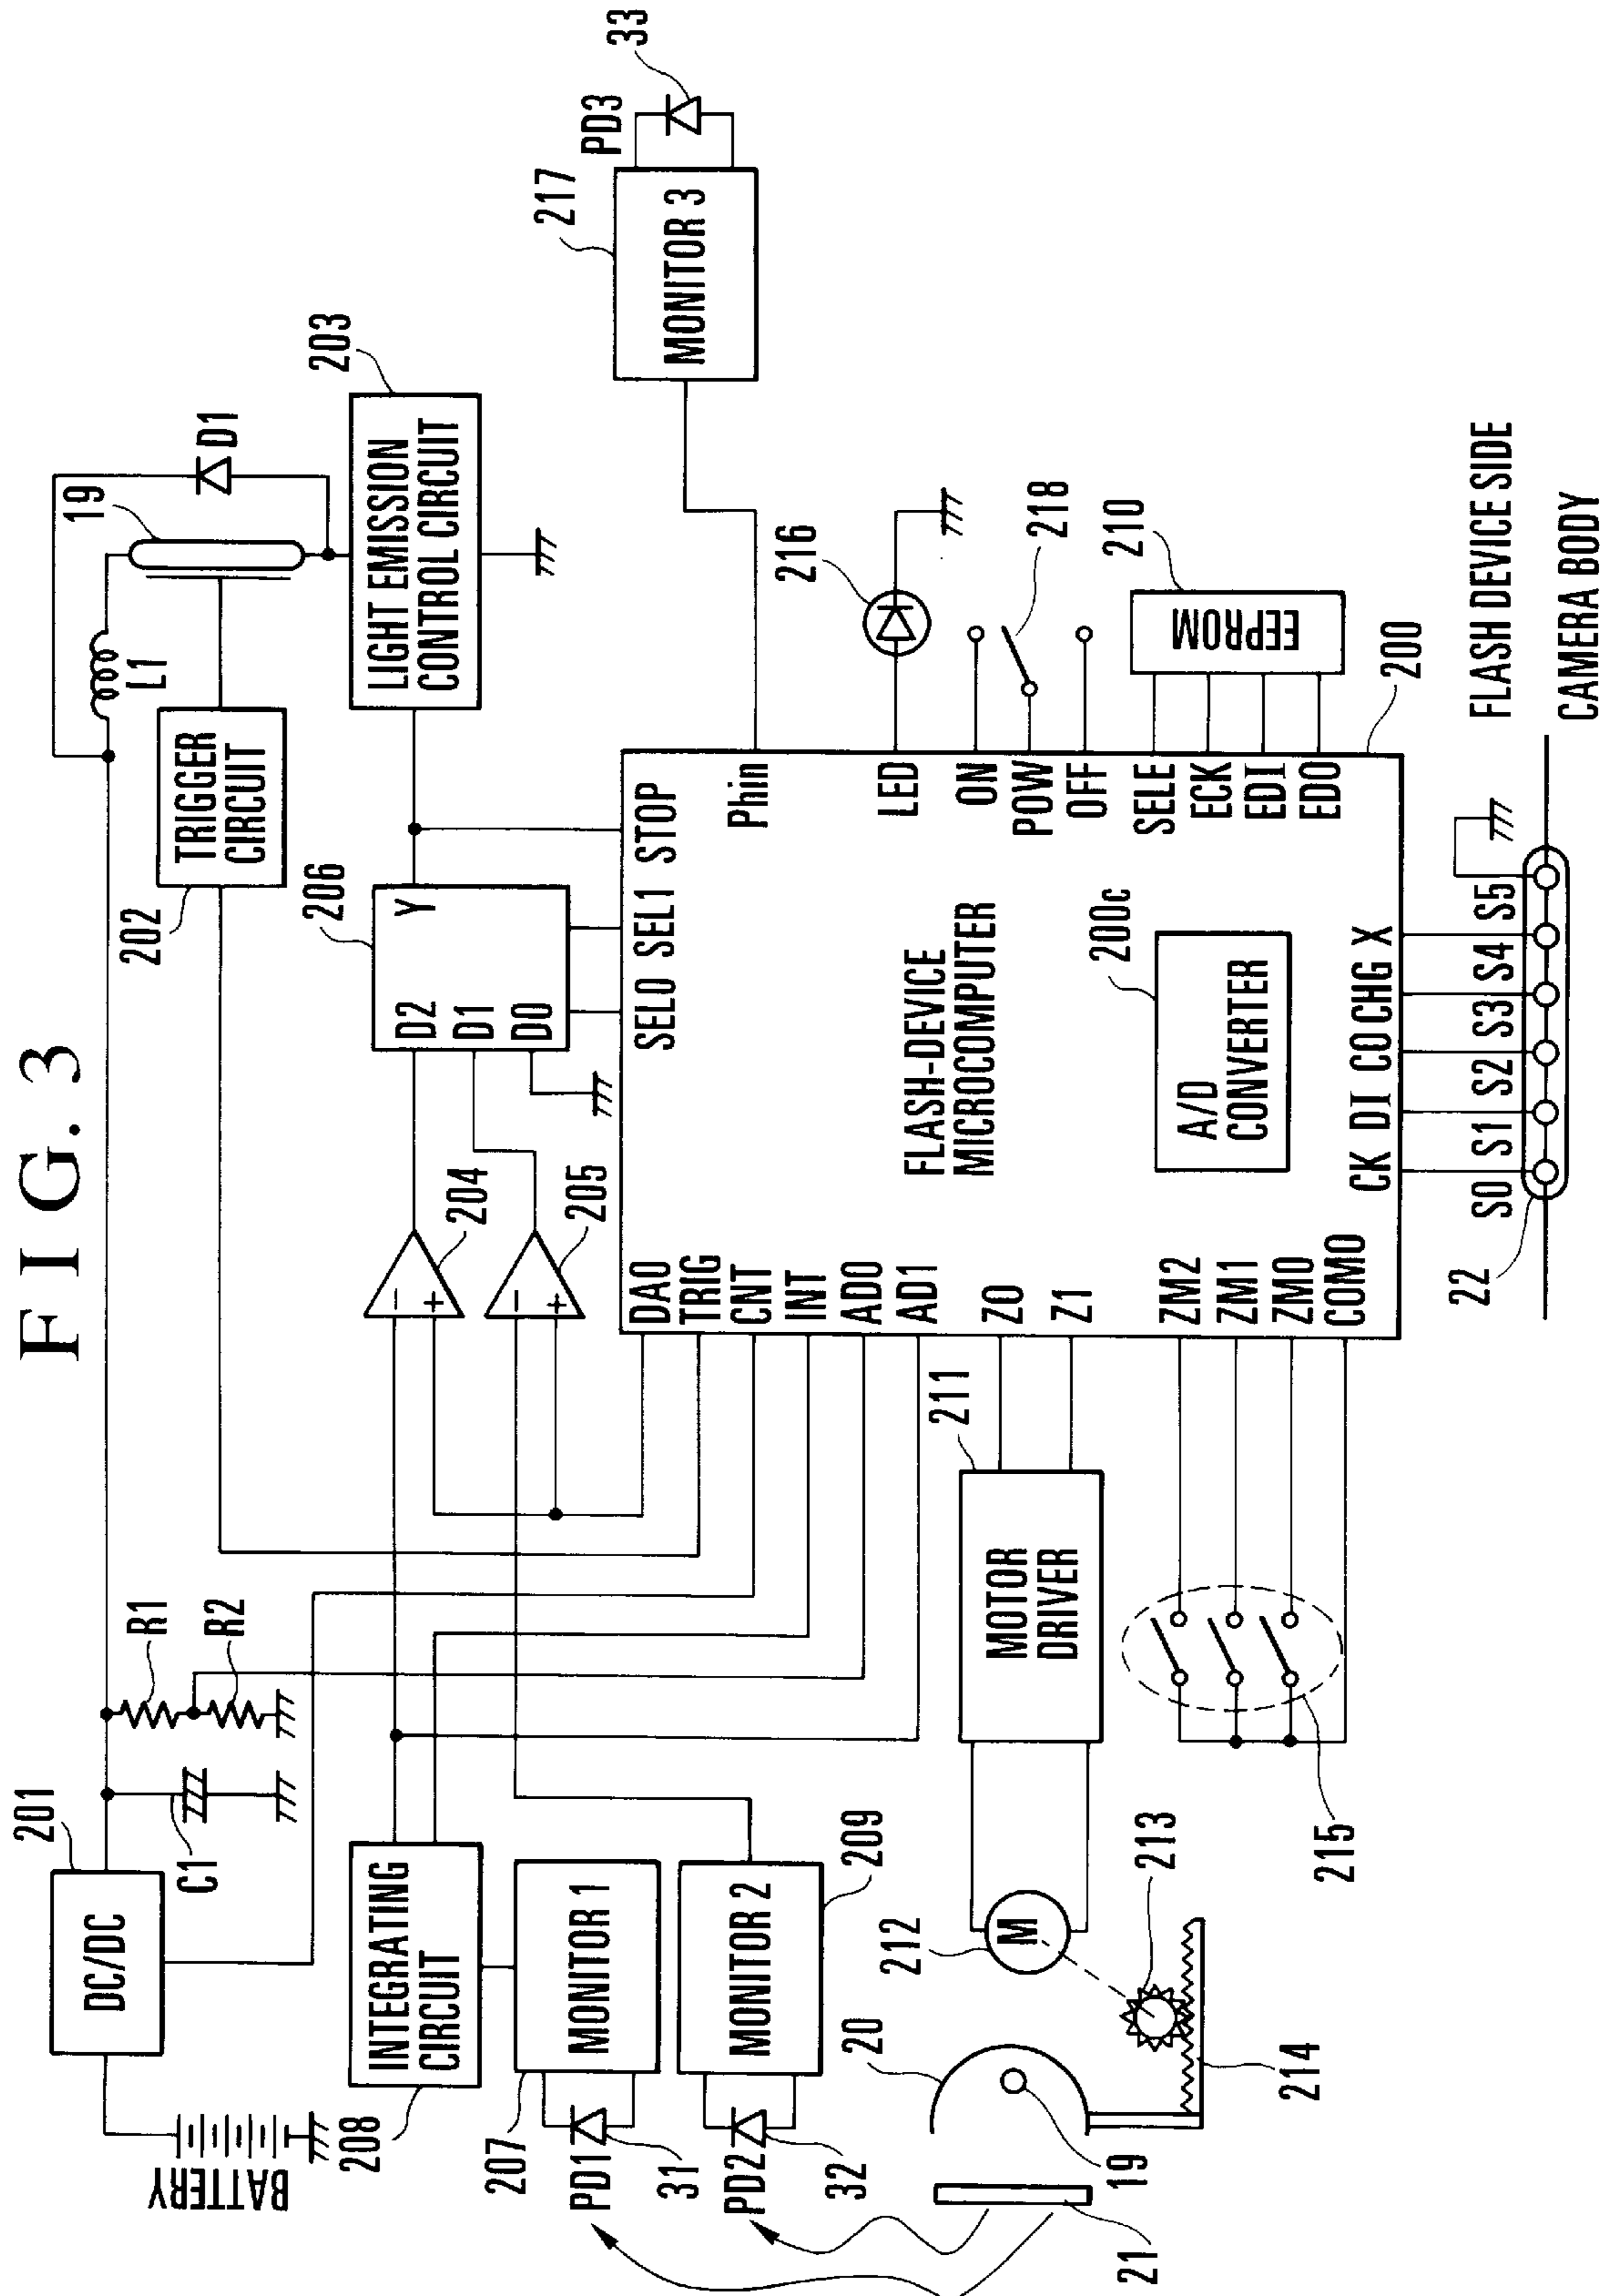 FIG. 3
201
DC/DC
BATTERY
C1
R1
R2
202
TRIGGER
CIRCUIT
L1
19
D1
203
LIGHT EMISSION
CONTROL CIRCUIT
206
D2
D1
D0
Y
204
-
+
205
-
+
208
INTEGRATING
CIRCUIT
207
MONITOR 1
PD1
31
MONITOR 2
209
PD2
32
217
MONITOR 3
PD3
33
SEL0 SEL1 STOP
DA0
TRIG
CNT
INT
AD0
AD1
Z0
Z1
ZM2
ZM1
ZM0
COM0
FLASH-DEVICE
MICROCOMPUTER
200c
A/D
CONVERTER
Phin
LED
ON
POW
OFF
SELE
ECK
EDI
EDO
CK DI CO CHG X
216
218
210
EEPROM
200
211
MOTOR
DRIVER
212
M
213
214
215
20
19
21
22
S0 S1 S2 S3 S4 S5
FLASH DEVICE SIDE
CAMERA BODY